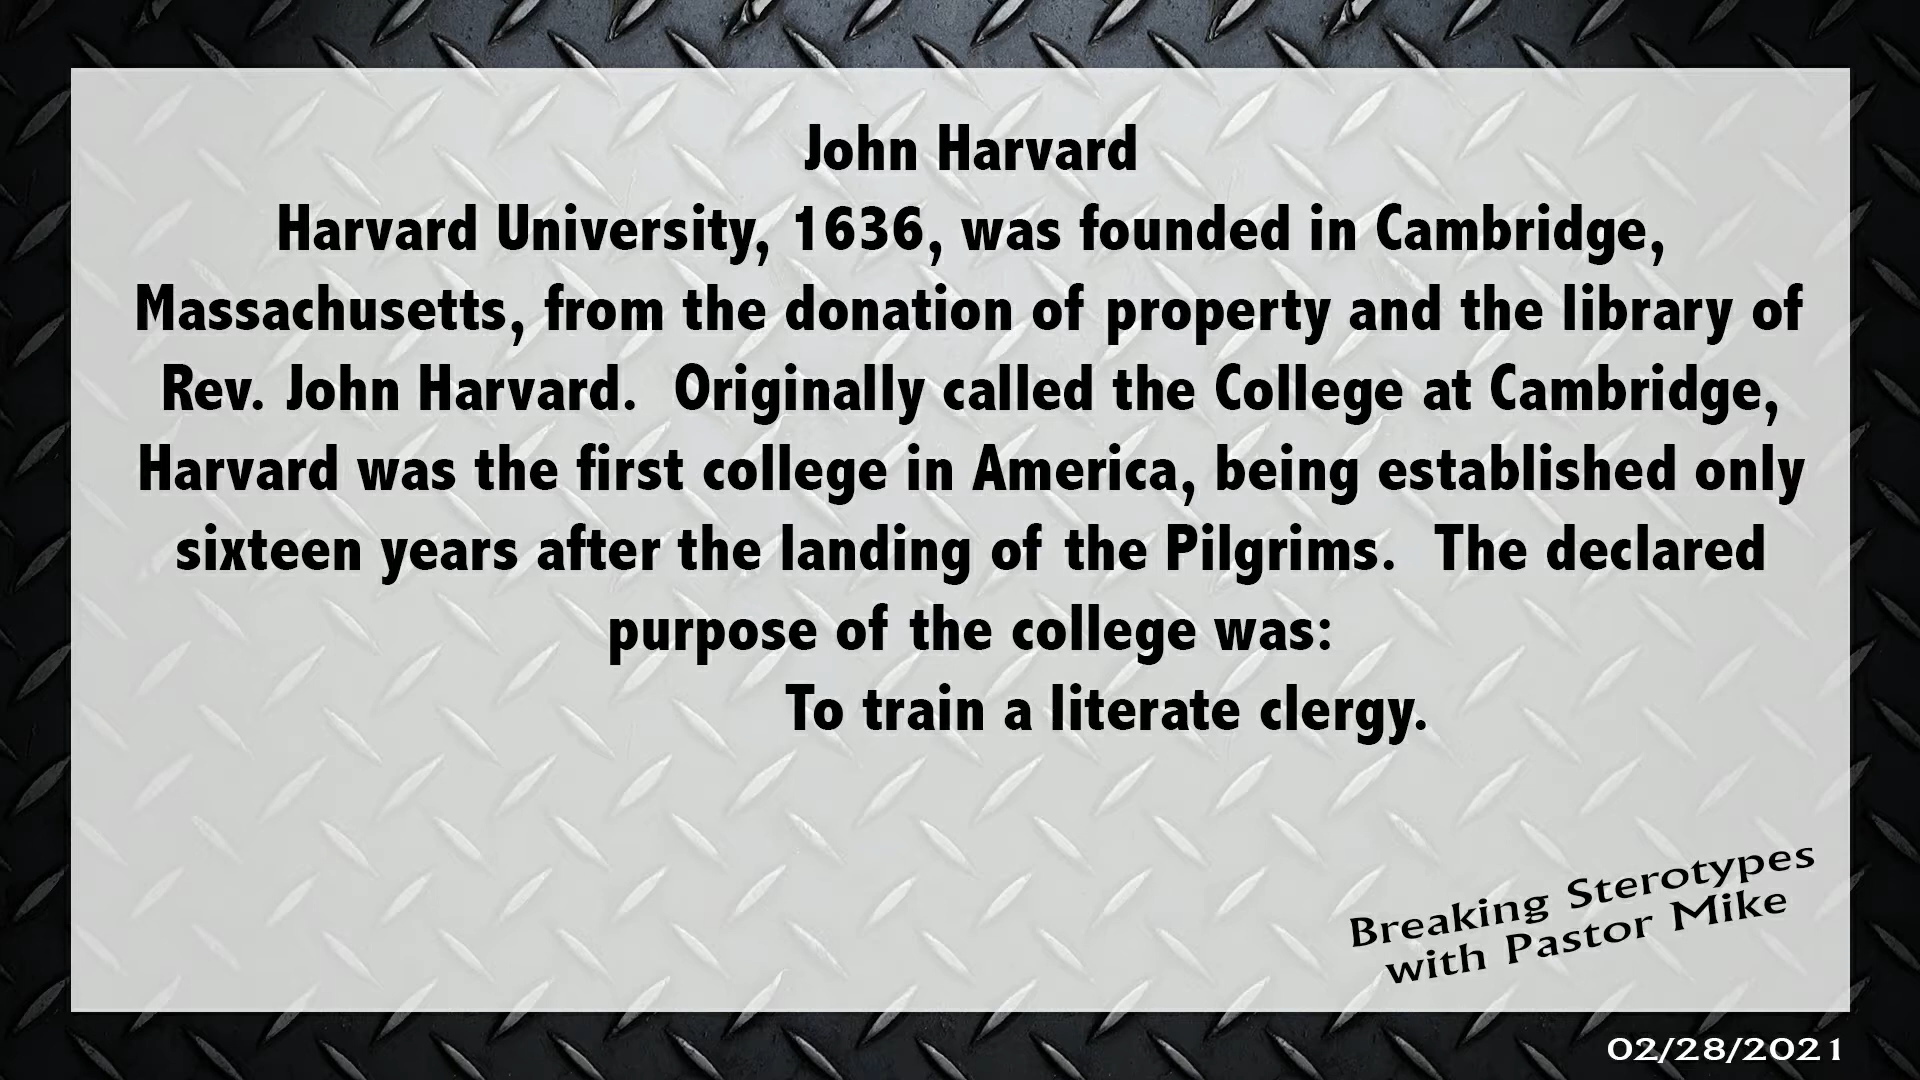 John Harvard
Harvard University, 1636, was founded in Cambridge,
Massachusetts, from the donation of property and the library of
Rev. John Harvard.  Originally called the College at Cambridge,
Harvard was the first college in America, being established only
sixteen years after the landing of the Pilgrims.  The declared
purpose of the college was:
To train a literate clergy.
Breaking Sterotypes
with Pastor Mike
02/28/2021